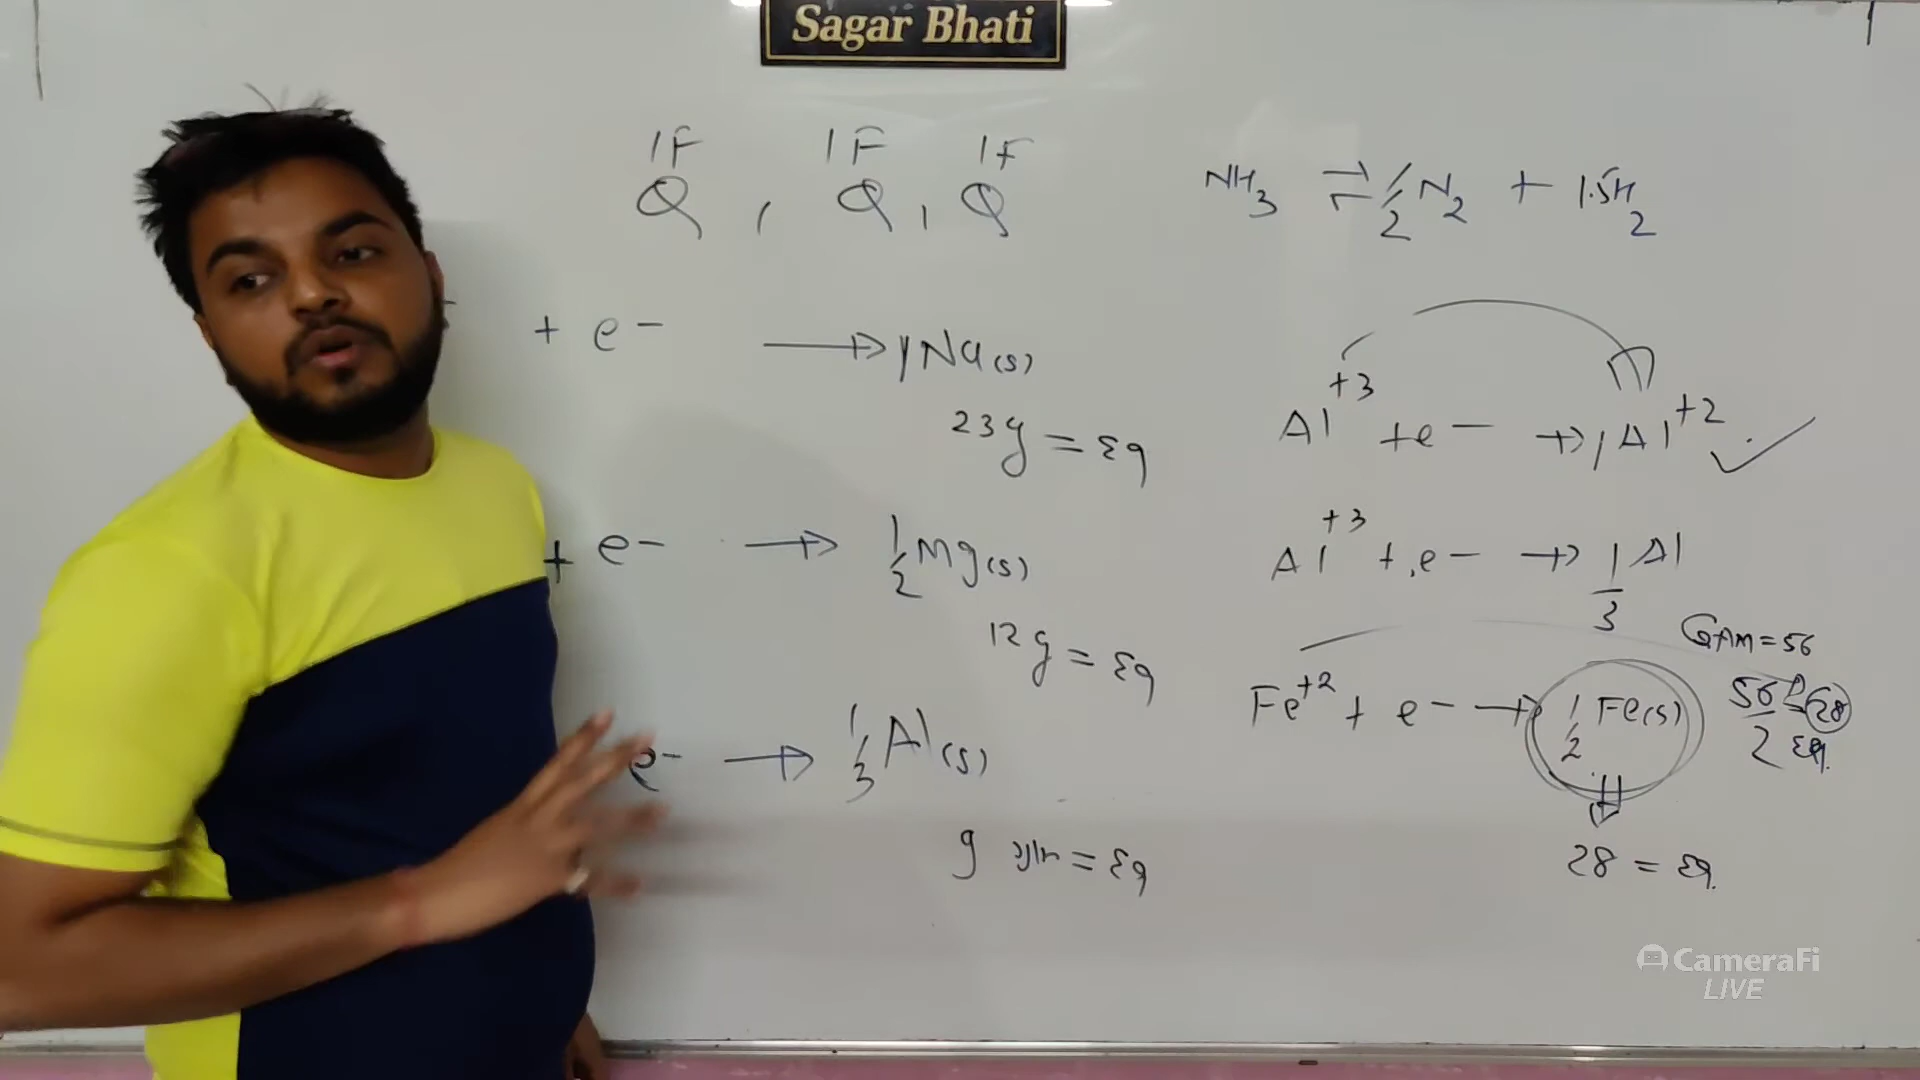 Sagar Bhati
1F 1F 1F
Q , Q , Q
+ e⁻ → 1 Na(s)
23g = Eq
+ e⁻ → 1/2 Mg(s)
12g = Eq
e⁻ → 1/3 Al(s)
9 = Eq
NH₃ ⇌ 1/2 N₂ + 1.5H₂
Al⁺³ + e⁻ → 1 Al⁺² ✓
Al⁺³ + e⁻ → 1/3 Al
GAM = 56
Fe⁺² + e⁻ → 1/2 Fe(s)
56/2 28
Eq.
28 = Eq.
CameraFi
LIVE